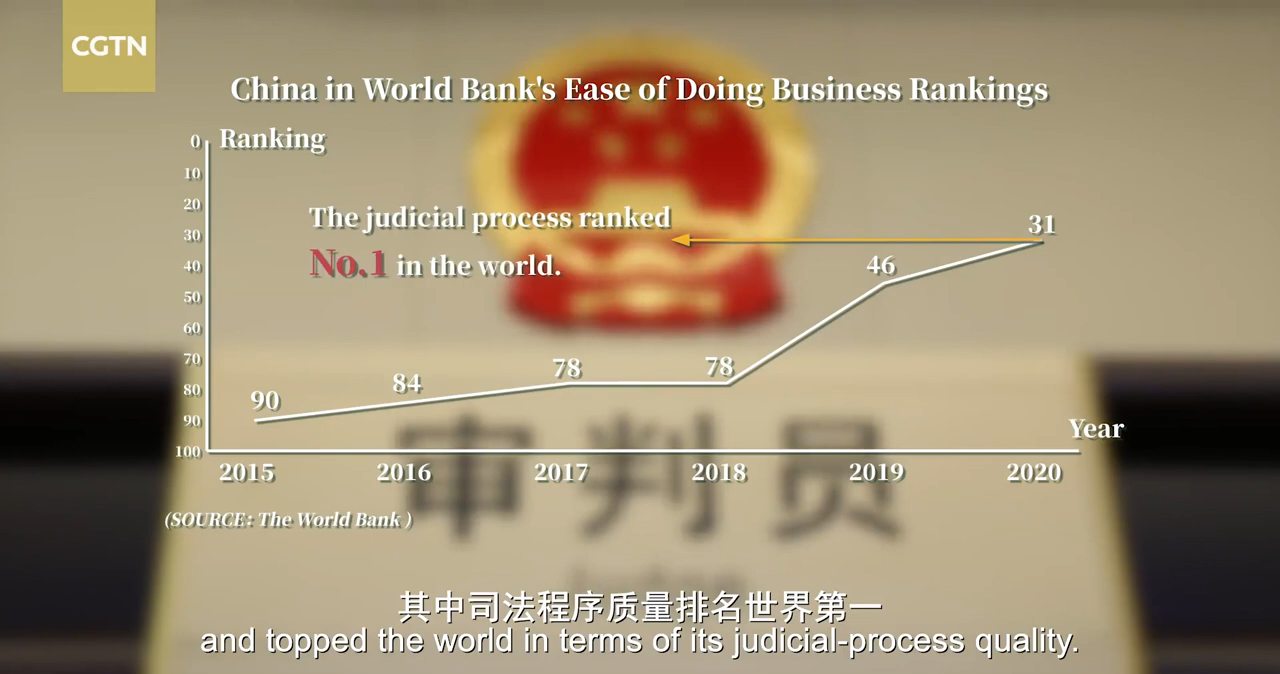 CGTN
China in World Bank's Ease of Doing Business Rankings
Ranking
0
10
20
30
40
50
60
70
80
90
100
The judicial process ranked
No.1 in the world.
90
84
78
78
46
31
Year
2015 2016 2017 2018 2019 2020
(SOURCE: The World Bank )
审判员
其中司法程序质量排名世界第一
and topped the world in terms of its judicial-process quality.